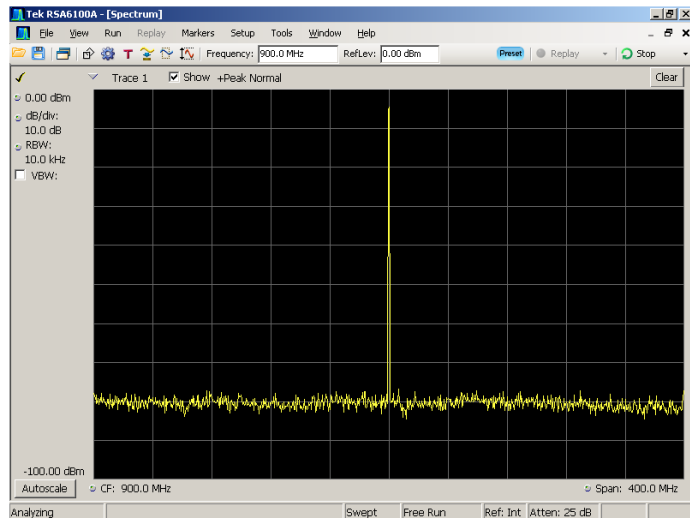 Tek RSA6100A - [Spectrum]
File View Run Replay Markers Setup Tools Window Help
T Frequency: 900.0 MHz RefLev: 0.00 dBm Preset Replay Stop
Trace 1 Show +Peak Normal Clear
0.00 dBm
dB/div:
10.0 dB
RBW:
10.0 kHz
VBW:
-100.00 dBm
Autoscale CF: 900.0 MHz Span: 400.0 MHz
Analyzing Swept Free Run Ref: Int Atten: 25 dB